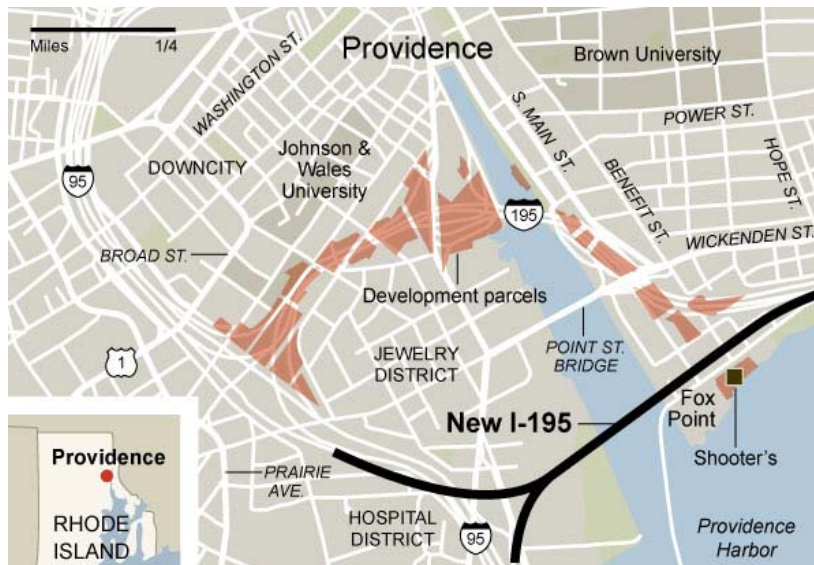 Miles 1/4
WASHINGTON ST.
Providence
Brown University
S. MAIN ST.
POWER ST.
HOPE ST.
95
DOWNCITY
Johnson &
Wales
University
BENEFIT ST.
195
WICKENDEN ST.
BROAD ST.
Development parcels
1
JEWELRY
DISTRICT
POINT ST.
BRIDGE
New I-195
Fox
Point
Shooter's
Providence
RHODE
ISLAND
PRAIRIE
AVE.
HOSPITAL
DISTRICT
95
Providence
Harbor